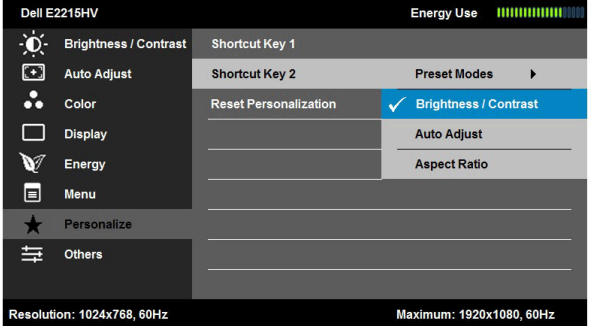 Dell E2215HV Energy Use
Brightness / Contrast Shortcut Key 1
Auto Adjust Shortcut Key 2 Preset Modes
Color Reset Personalization Brightness / Contrast
Display Auto Adjust
Energy Aspect Ratio
Menu
Personalize
Others
Resolution: 1024x768, 60Hz Maximum: 1920x1080, 60Hz